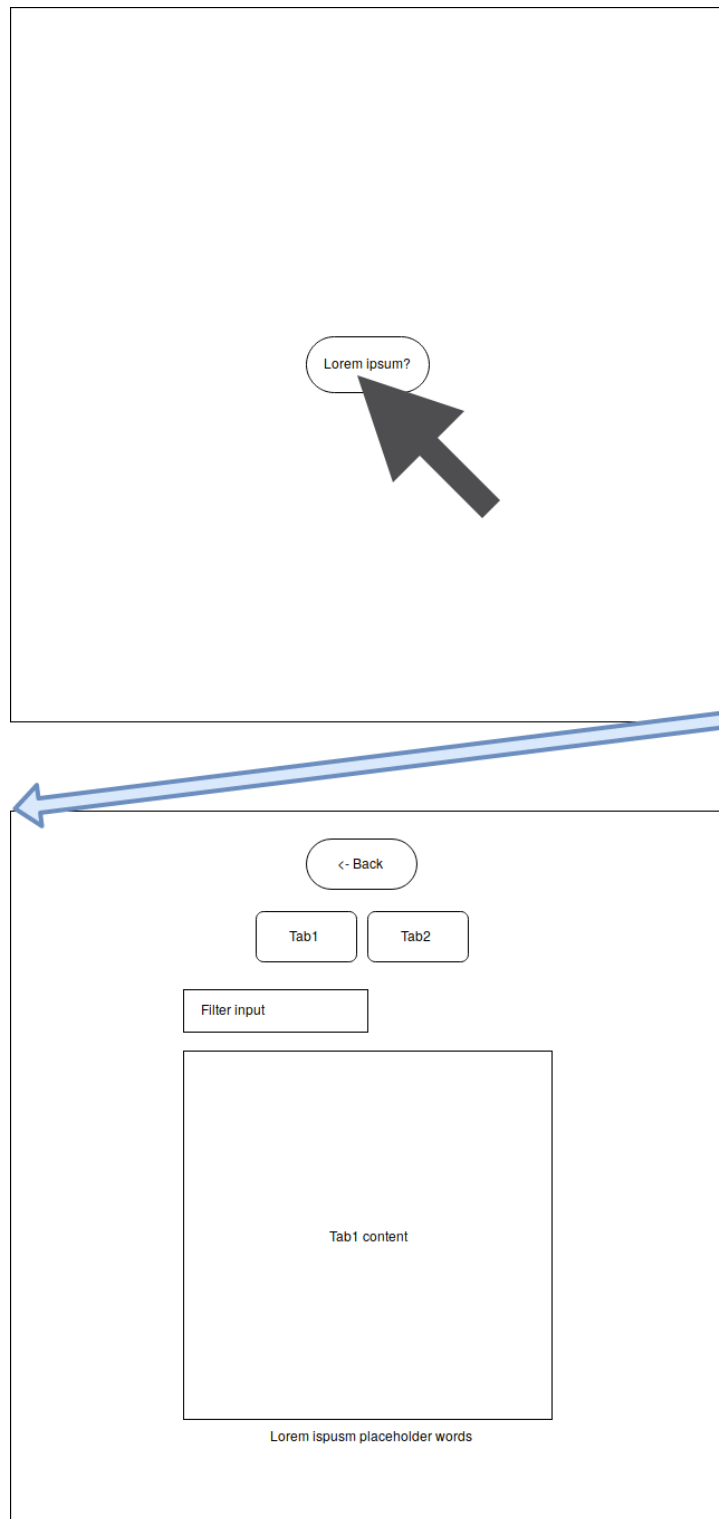 Lorem ipsum?
<- Back
Tab1
Tab2
Filter input
Tab1 content
Lorem ispusm placeholder words